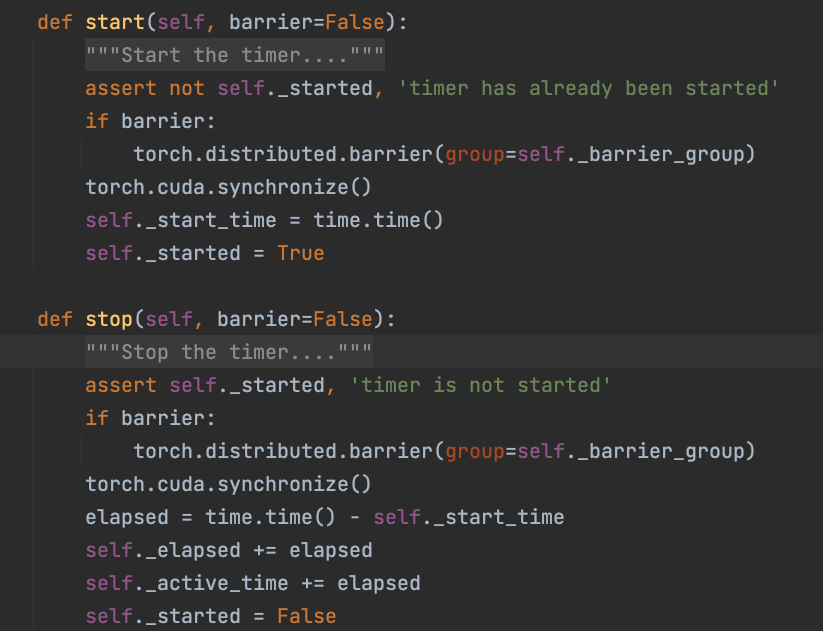 def start(self, barrier=False):
"""Start the timer...."""
assert not self._started, 'timer has already been started'
if barrier:
torch.distributed.barrier(group=self._barrier_group)
torch.cuda.synchronize()
self._start_time = time.time()
self._started = True
def stop(self, barrier=False):
"""Stop the timer...."""
assert self._started, 'timer is not started'
if barrier:
torch.distributed.barrier(group=self._barrier_group)
torch.cuda.synchronize()
elapsed = time.time() - self._start_time
self._elapsed += elapsed
self._active_time += elapsed
self._started = False